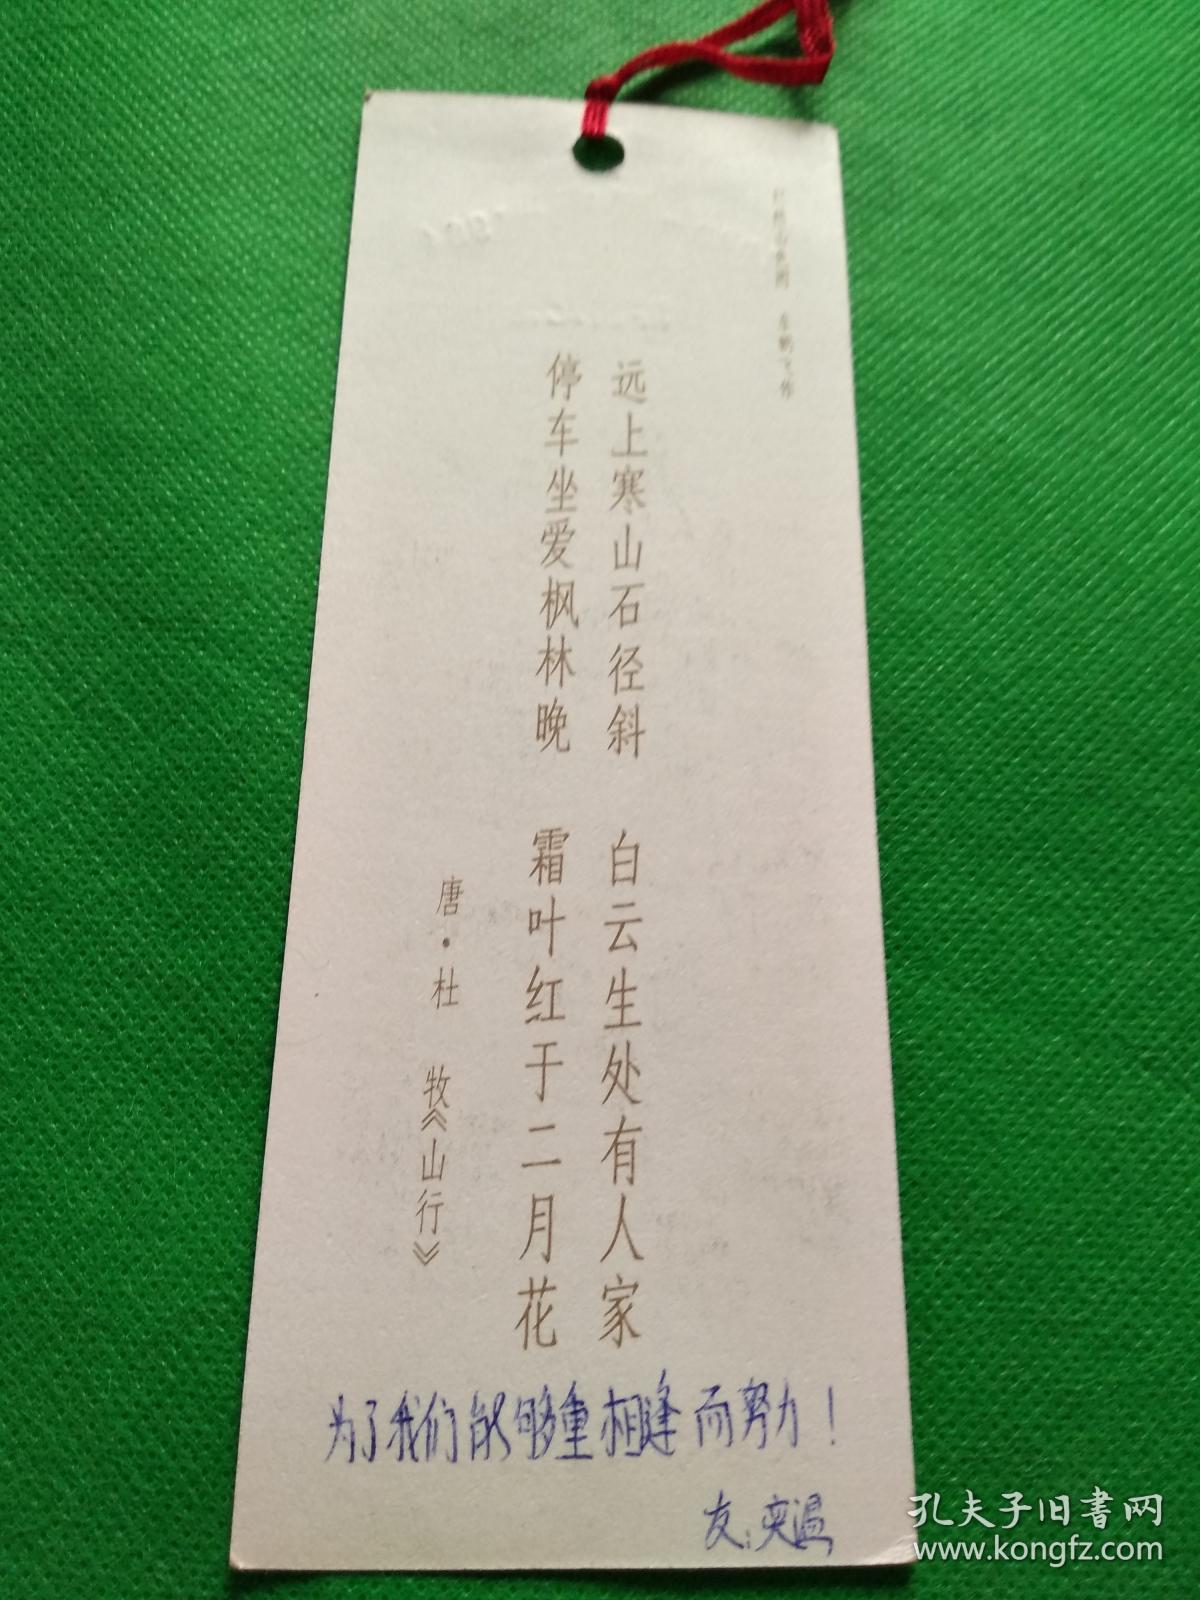 远上寒山石径斜 白云生处有人家
停车坐爱枫林晚 霜叶红于二月花
唐·杜 牧《山行》
为了我们能够重相逢而努力！
友:
孔夫子旧书网
www.kongfz.com